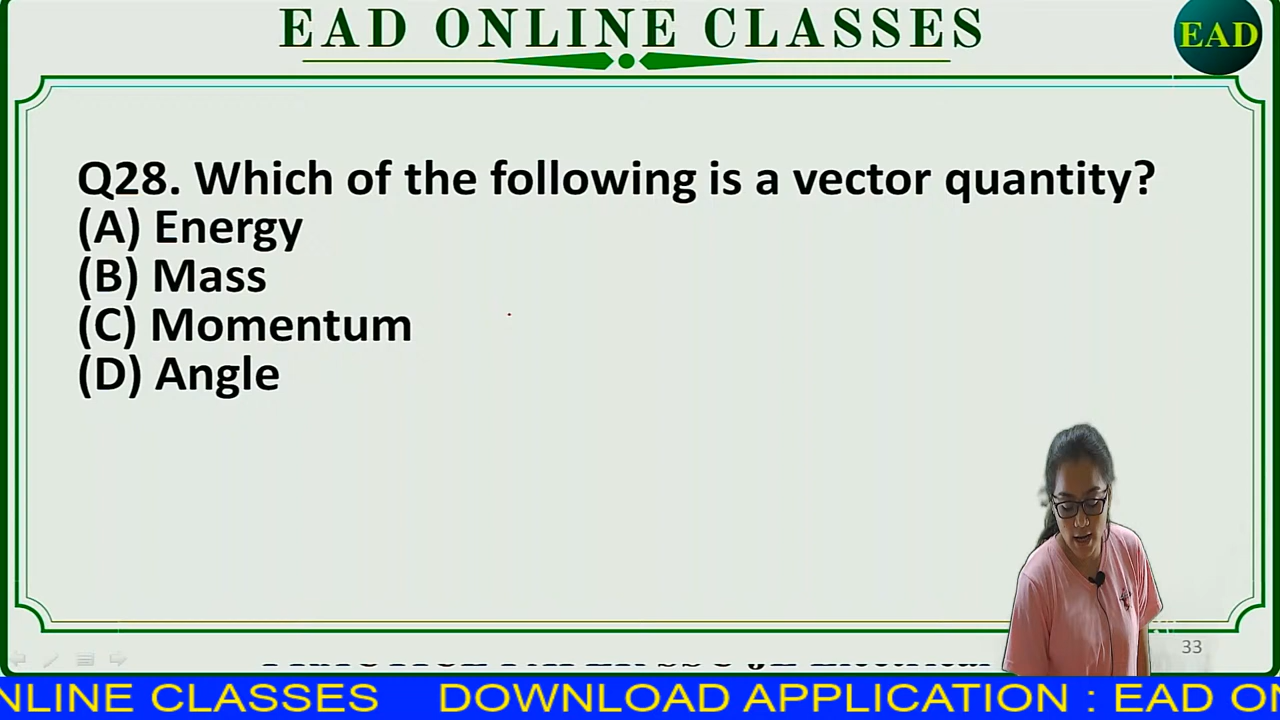 EAD ONLINE CLASSES
EAD
Q28. Which of the following is a vector quantity?
(A) Energy
(B) Mass
(C) Momentum
(D) Angle
33
NLINE CLASSES DOWNLOAD APPLICATION : EAD ON